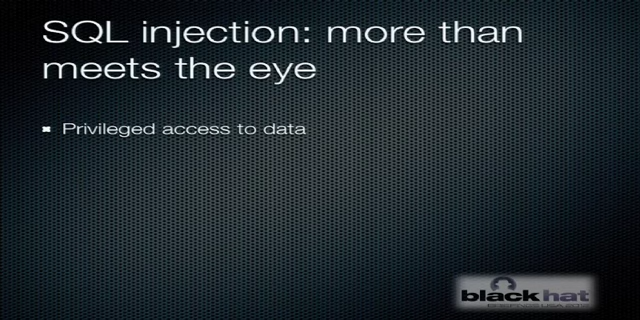 SQL injection: more than
meets the eye
Privileged access to data
black hat